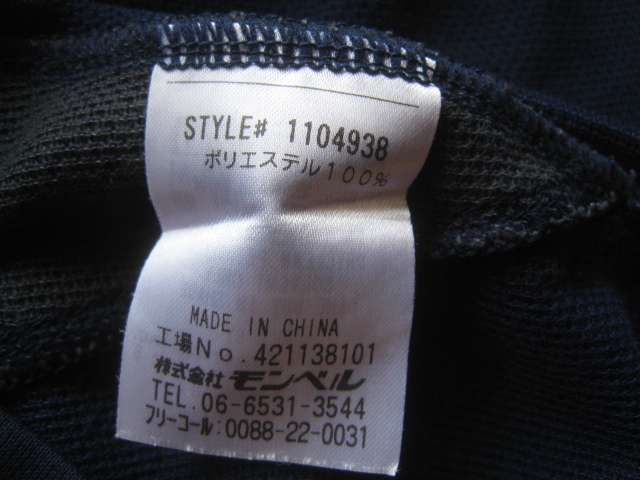 STYLE# 1104938
ポリエステル100%
MADE IN CHINA
工場No.421138101
株式会社モンベル
TEL.06-6531-3544
フリーコール:0088-22-0031